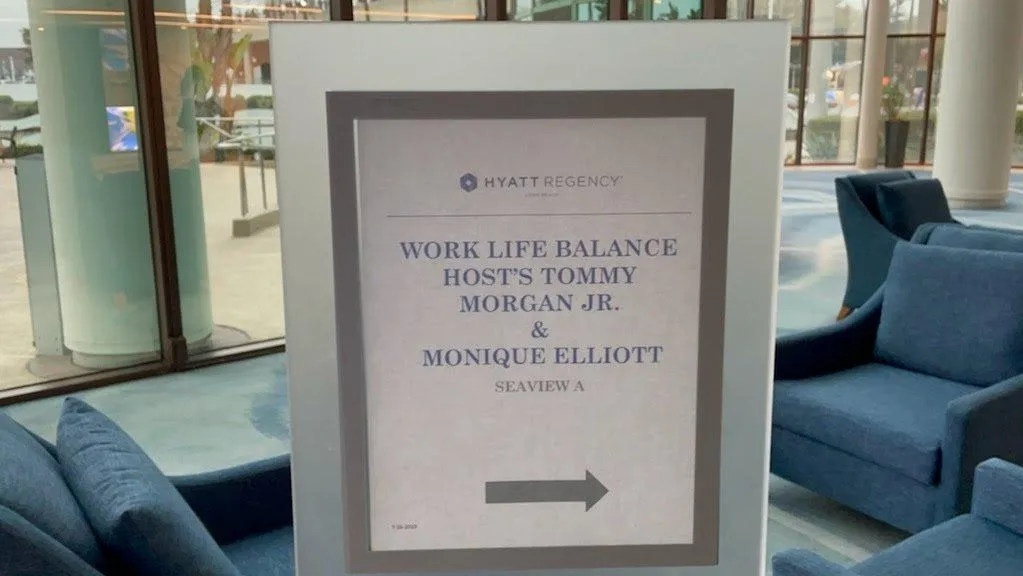 HYATT REGENCY
WORK LIFE BALANCE
HOST'S TOMMY
MORGAN JR.
&
MONIQUE ELLIOTT
SEAVIEW A